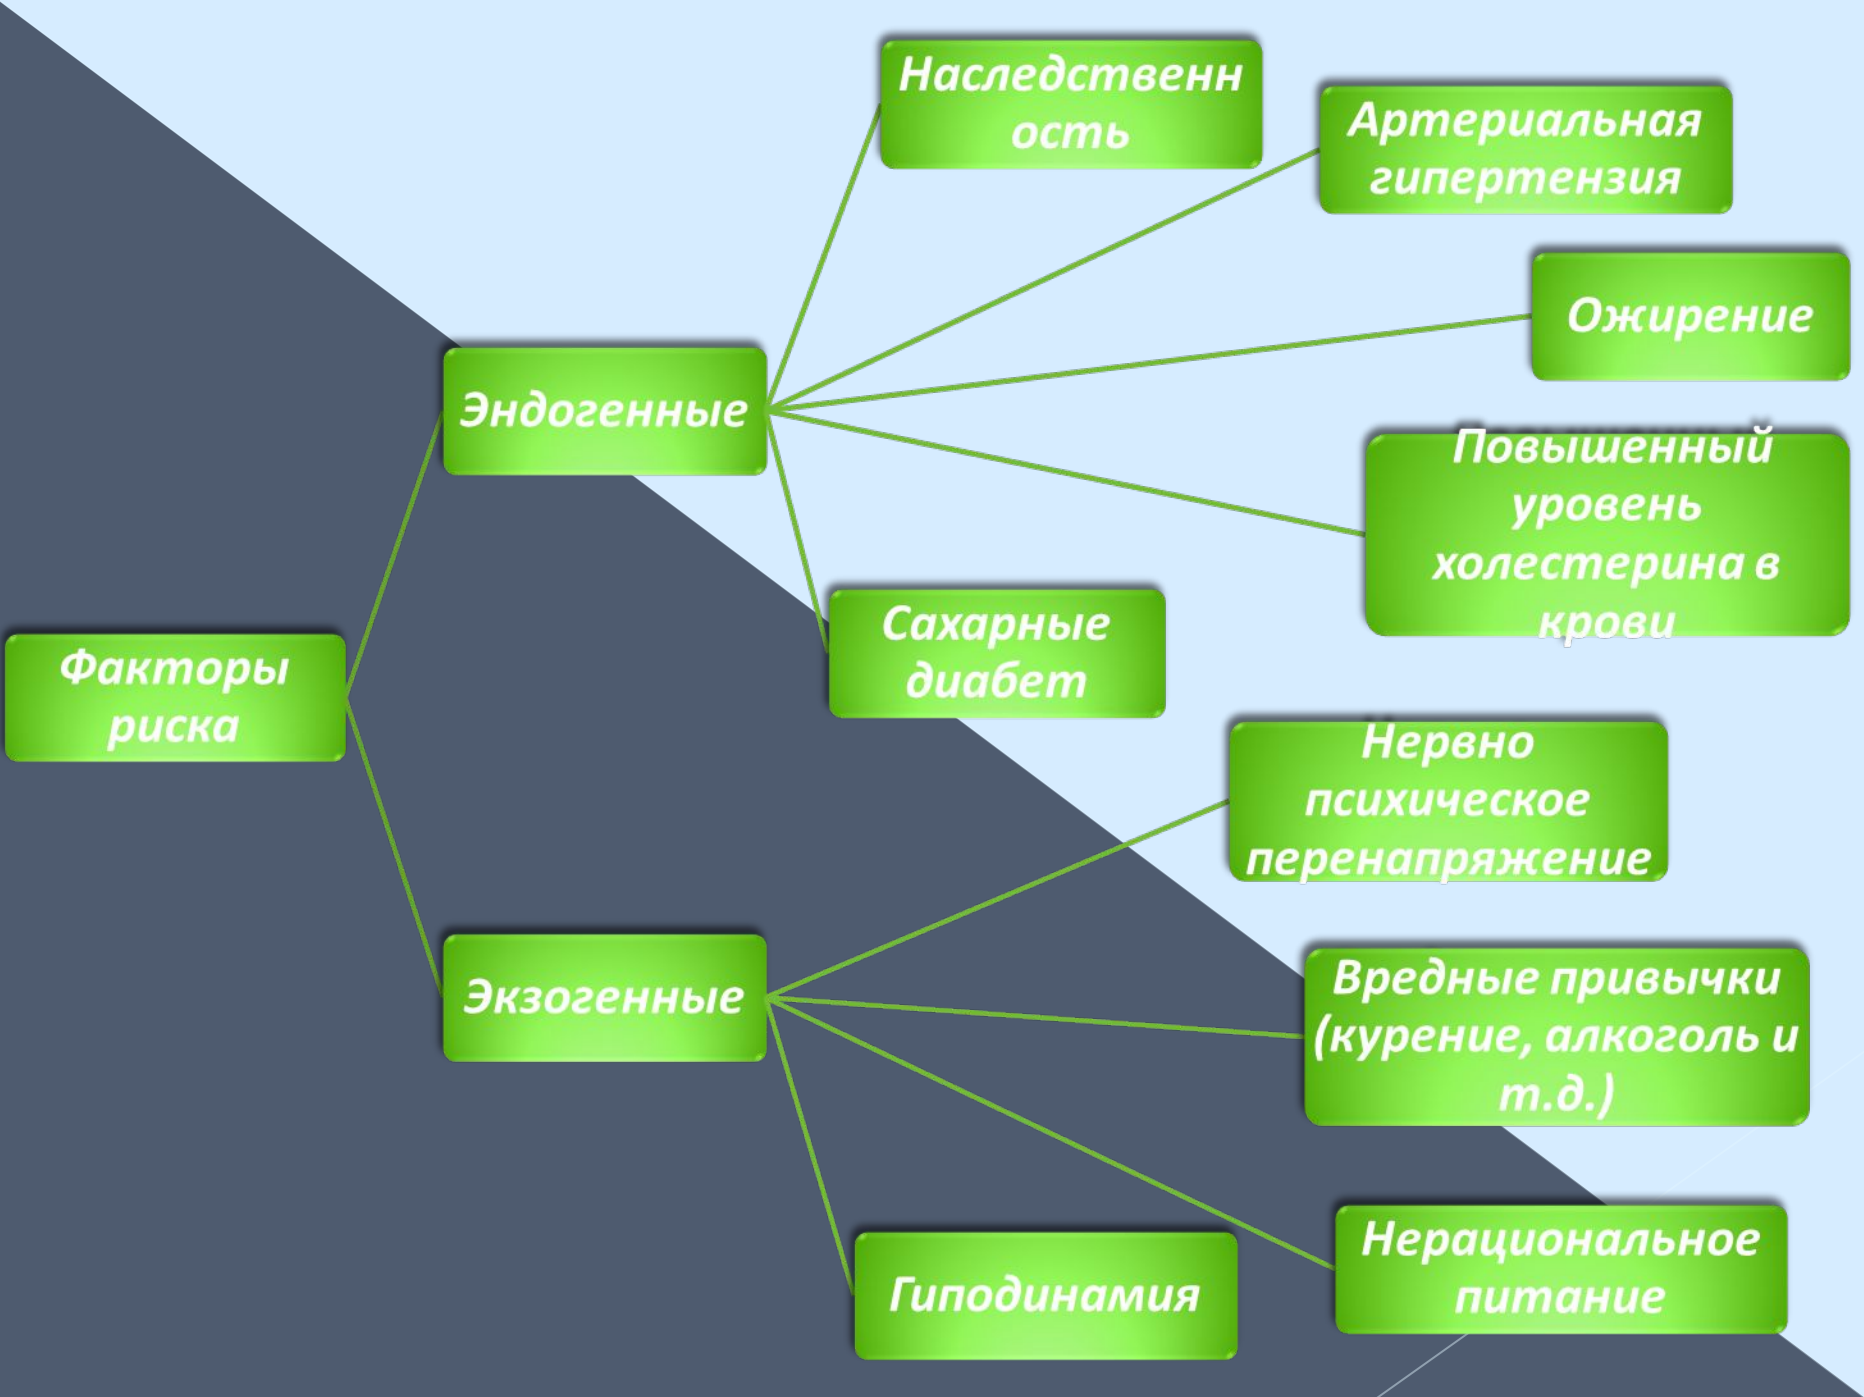 Факторы
риска
Эндогенные
Наследственн
ость
Артериальная
гипертензия
Ожирение
Повышенный
уровень
холестерина в
крови
Сахарные
диабет
Экзогенные
Нервно
психическое
перенапряжение
Вредные привычки
(курение, алкоголь и
т.д.)
Нерациональное
питание
Гиподинамия